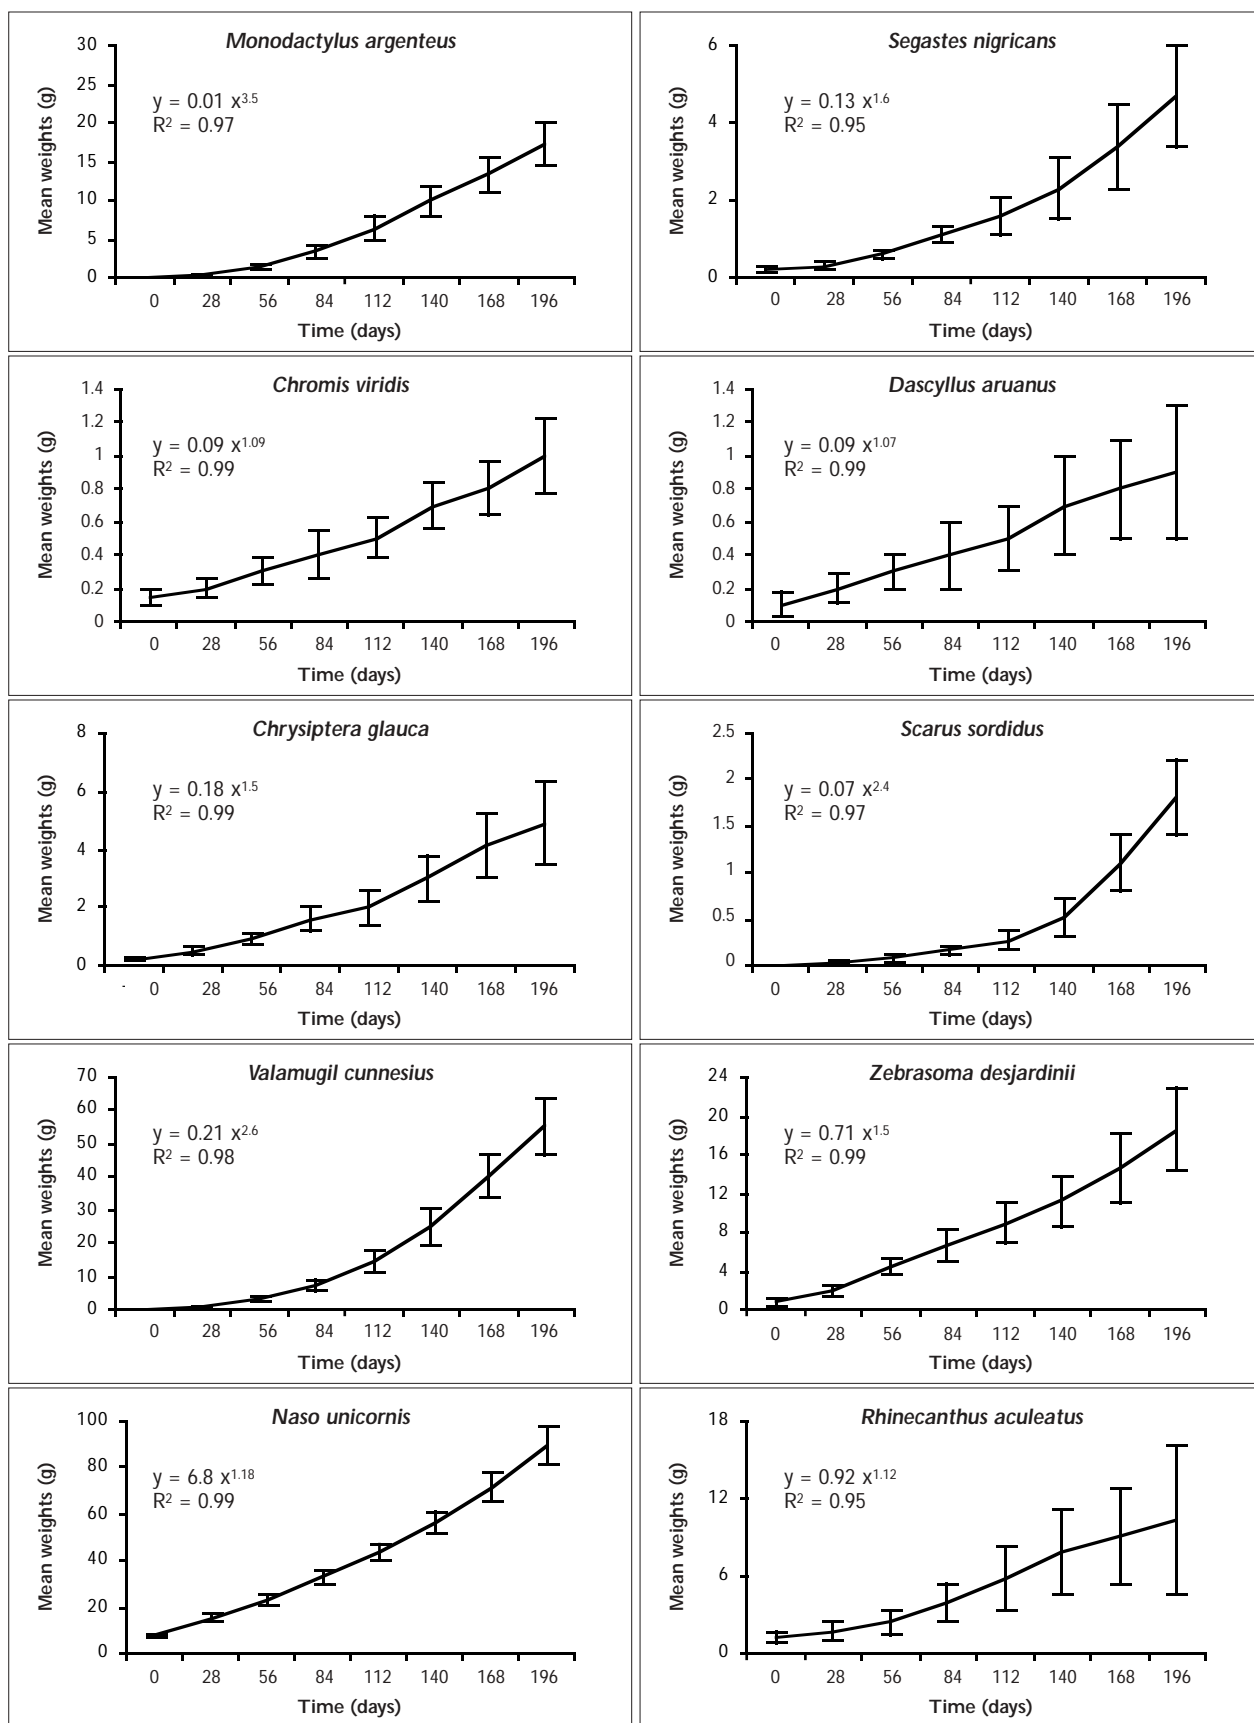 Monodactylus argenteus
30
25
20
15
10
5
0
Mean weights (g)
y = 0.01 x^3.5
R² = 0.97
0 28 56 84 112 140 168 196
Time (days)
Segastes nigricans
6
4
2
0
Mean weights (g)
y = 0.13 x^1.6
R² = 0.95
0 28 56 84 112 140 168 196
Time (days)
Chromis viridis
1.4
1.2
1
0.8
0.6
0.4
0.2
0
Mean weights (g)
y = 0.09 x^1.09
R² = 0.99
0 28 56 84 112 140 168 196
Time (days)
Dascyllus aruanus
1.4
1.2
1
0.8
0.6
0.4
0.2
0
Mean weights (g)
y = 0.09 x^1.07
R² = 0.99
0 28 56 84 112 140 168 196
Time (days)
Chrysiptera glauca
8
6
4
2
0
Mean weights (g)
y = 0.18 x^1.5
R² = 0.99
0 28 56 84 112 140 168 196
Time (days)
Scarus sordidus
2.5
2
1.5
1
0.5
0
Mean weights (g)
y = 0.07 x^2.4
R² = 0.97
0 28 56 84 112 140 168 196
Time (days)
Valamugil cunnesius
70
60
50
40
30
20
10
0
Mean weights (g)
y = 0.21 x^2.6
R² = 0.98
0 28 56 84 112 140 168 196
Time (days)
Zebrasoma desjardinii
24
20
16
12
8
4
0
Mean weights (g)
y = 0.71 x^1.5
R² = 0.99
0 28 56 84 112 140 168 196
Time (days)
Naso unicornis
100
80
60
40
20
0
Mean weights (g)
y = 6.8 x^1.18
R² = 0.99
0 28 56 84 112 140 168 196
Time (days)
Rhinecanthus aculeatus
18
12
6
0
Mean weights (g)
y = 0.92 x^1.12
R² = 0.95
0 28 56 84 112 140 168 196
Time (days)